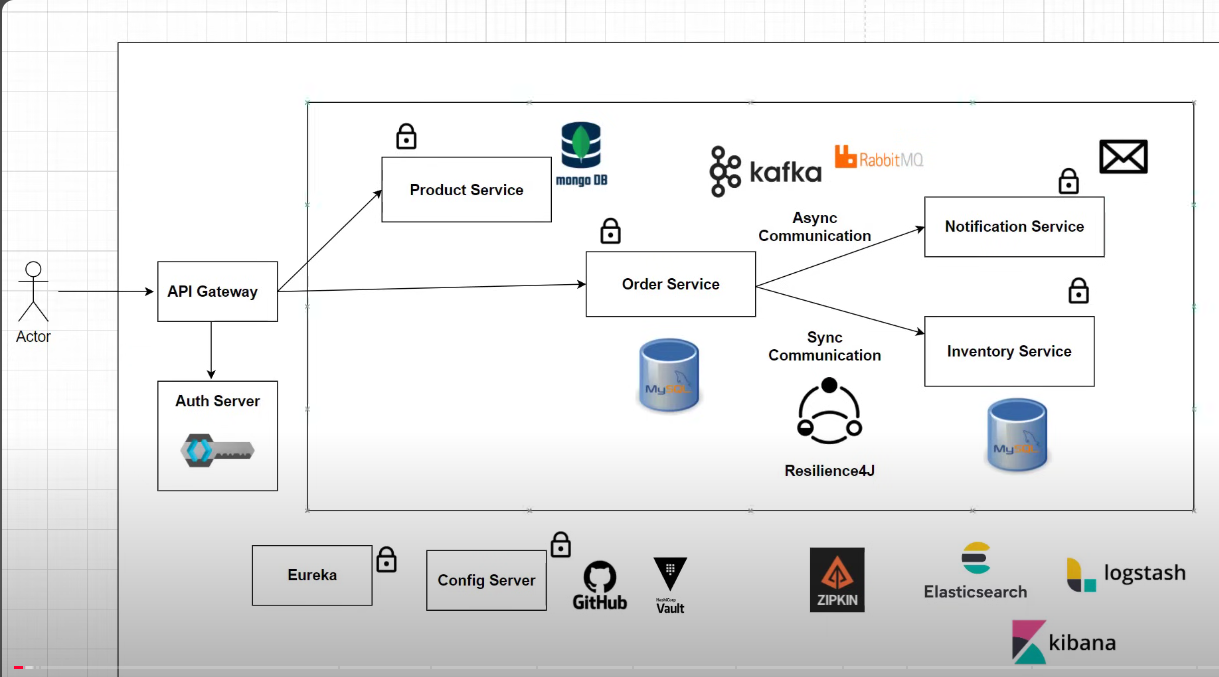 Product Service
mongo DB
kafka
RabbitMQ
Async
Communication
Notification Service
Actor
API Gateway
Order Service
Auth Server
MySQL
Sync
Communication
Inventory Service
MySQL
Resilience4J
Eureka
Config Server
GitHub
HashiCorp
Vault
ZIPKIN
Elasticsearch
logstash
kibana